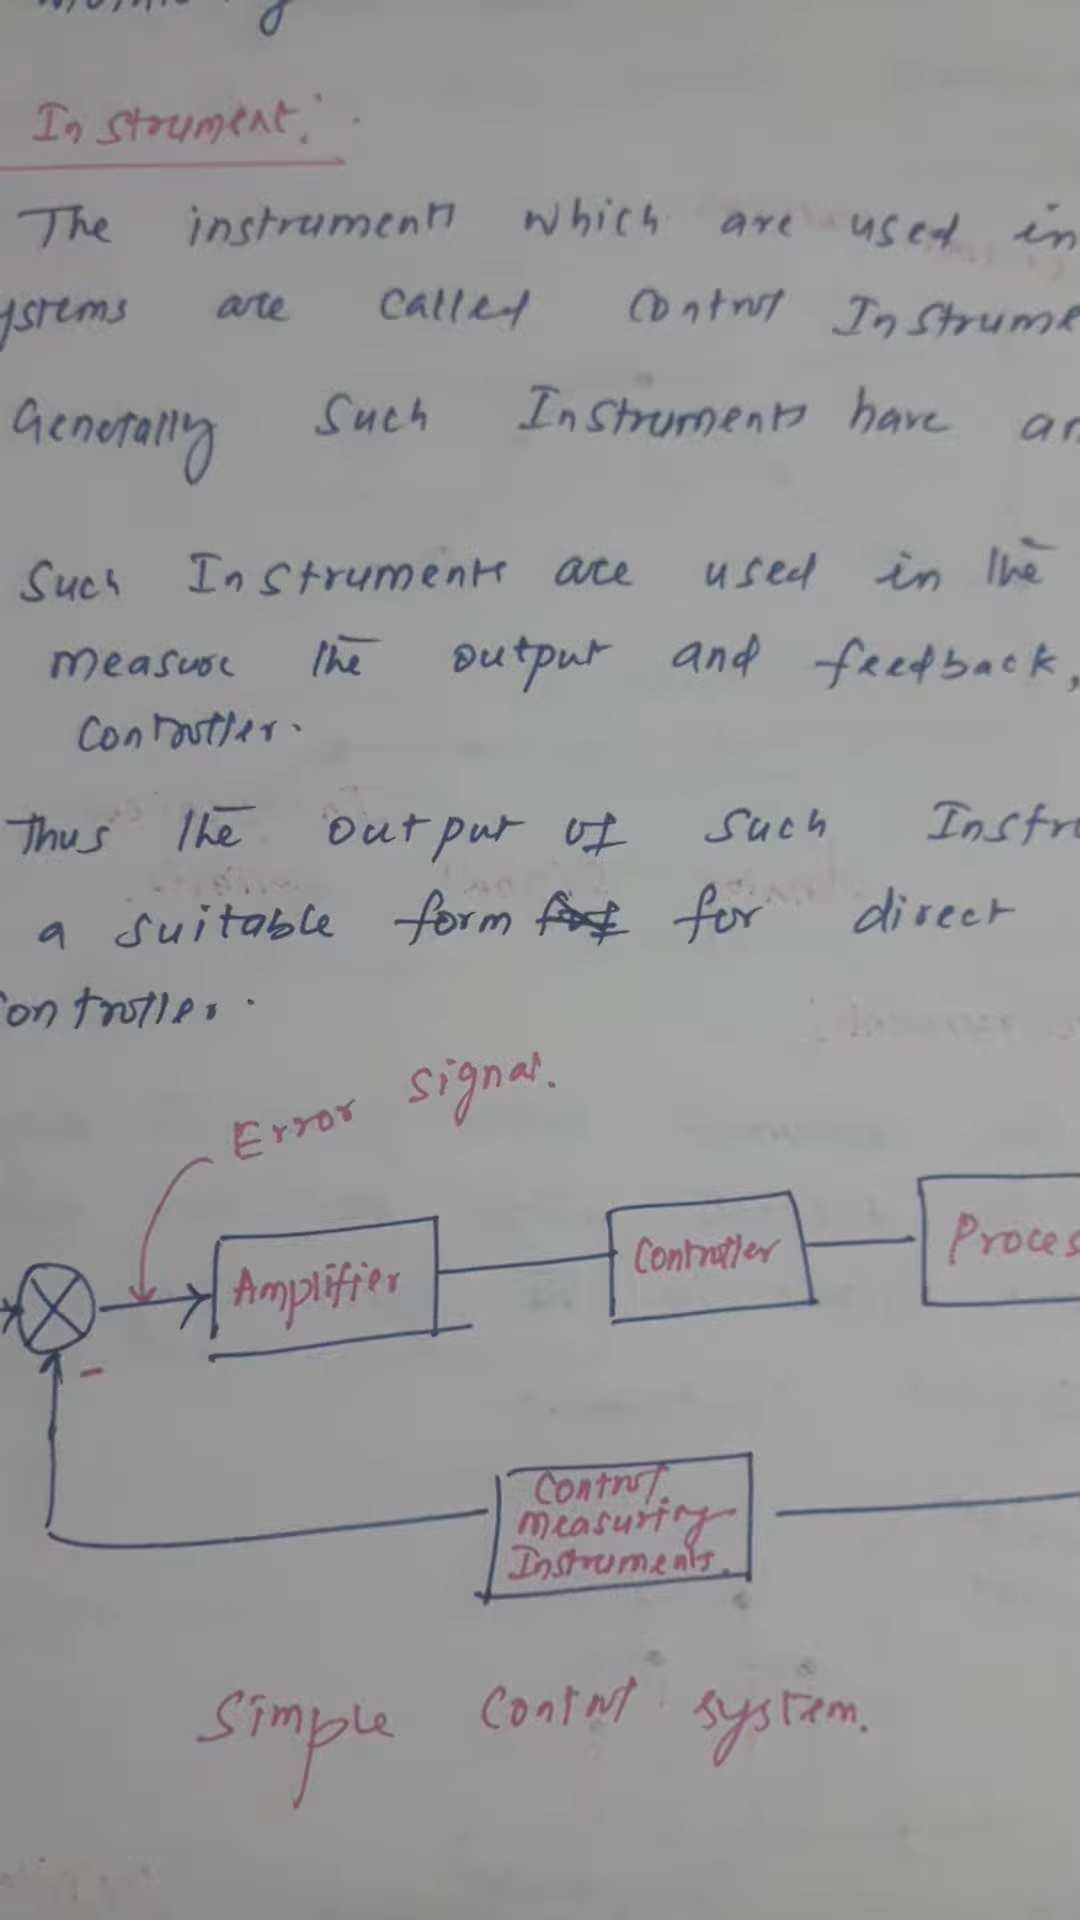 Instrument:
The instruments which are used in
ystems are called Control Instrume
Generally such Instruments have an
Such Instruments are used in the
measure the output and feedback,
Controller.
Thus the output of such Instru
a suitable form for direct
ontroller.
Error signal.
Amplifier
Controller
Proces
-
Control
measuring
Instruments.
Simple Control system.